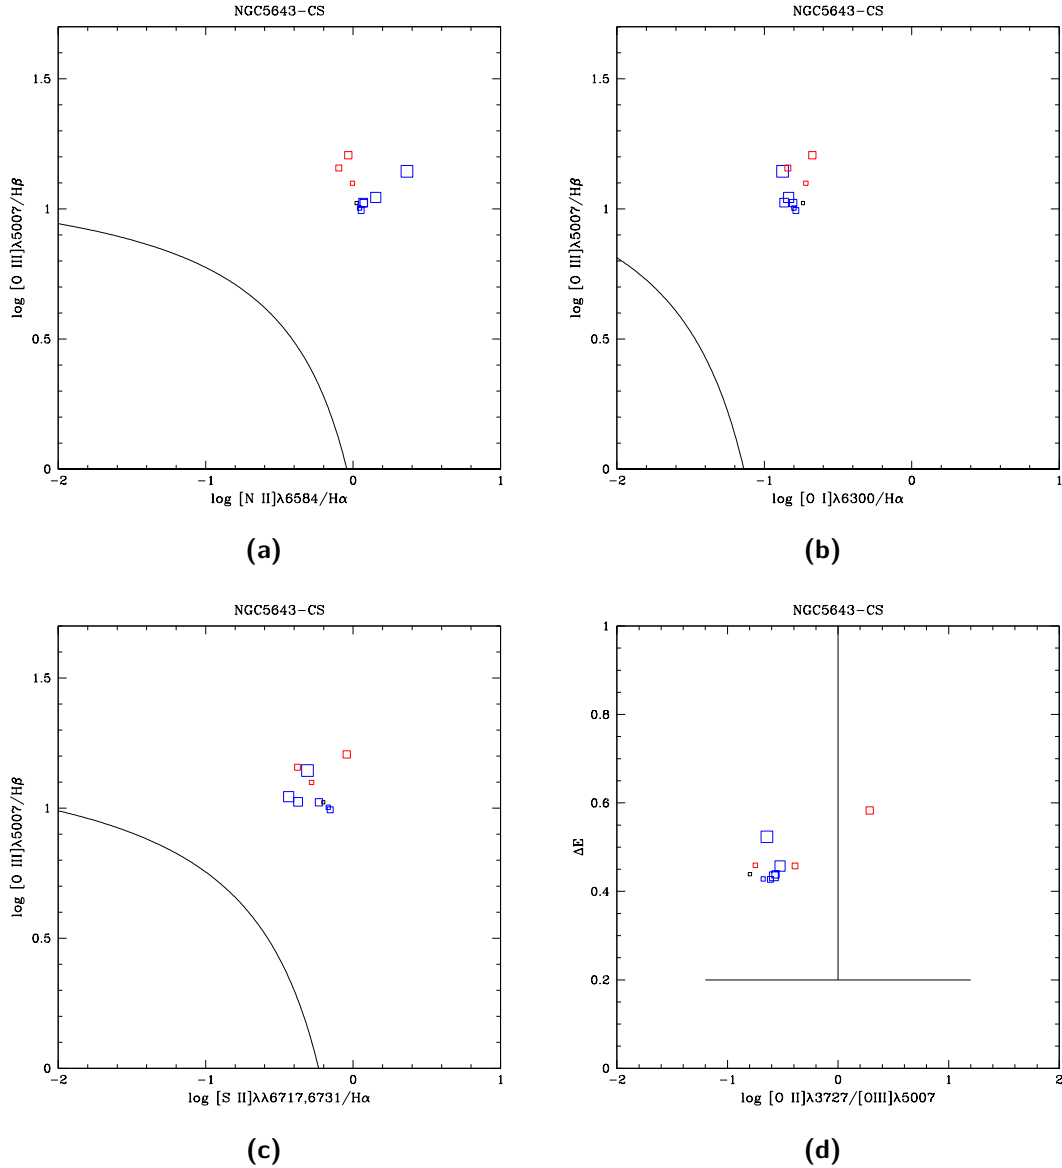 NGC5643-CS
1.5
1
0.5
0
-2
-1
0
1
log [O III]λ5007/Hβ
log [N II]λ6584/Hα
(a)
NGC5643-CS
1.5
1
0.5
0
-2
-1
0
1
log [O III]λ5007/Hβ
log [O I]λ6300/Hα
(b)
NGC5643-CS
1.5
1
0.5
0
-2
-1
0
1
log [O III]λ5007/Hβ
log [S II]λλ6717,6731/Hα
(c)
NGC5643-CS
1
0.8
0.6
0.4
0.2
0
-2
-1
0
1
2
ΔE
log [O II]λ3727/[OIII]λ5007
(d)